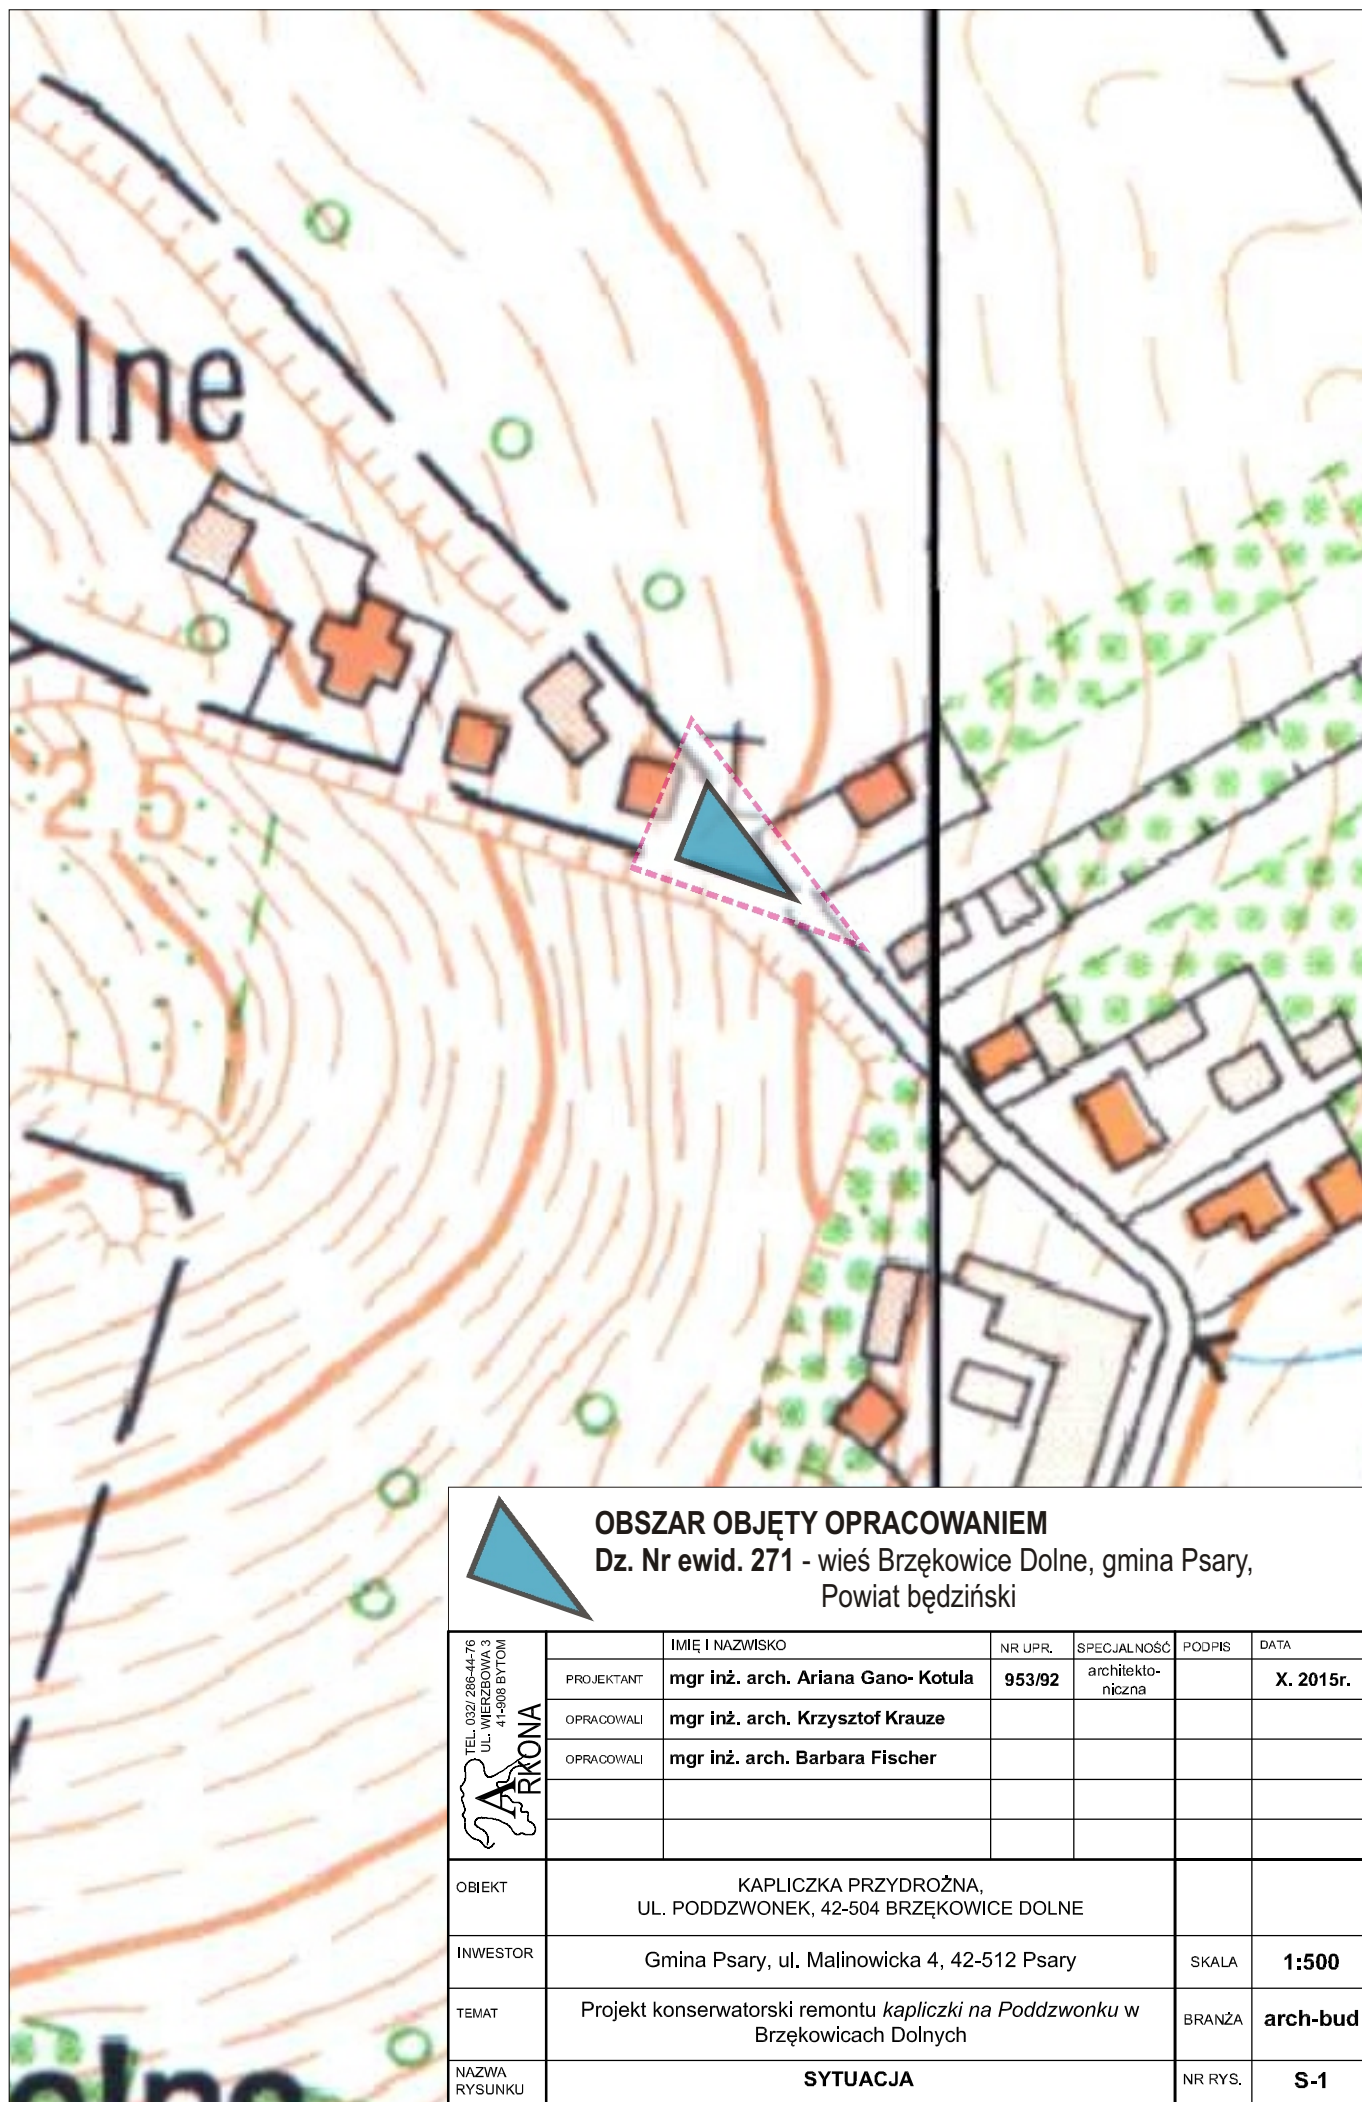 olne
25
OBSZAR OBJĘTY OPRACOWANIEM
Dz. Nr ewid. 271 - wieś Brzękowice Dolne, gmina Psary,
Powiat będziński
TEL. 032/ 286-44-76
UL. WIERZBOWA 3
41-908 BYTOM
ARKONA
IMIĘ I NAZWISKO NR UPR. SPECJALNOŚĆ PODPIS DATA
PROJEKTANT mgr inż. arch. Ariana Gano- Kotula 953/92 architekto-
niczna X. 2015r.
OPRACOWALI mgr inż. arch. Krzysztof Krauze
OPRACOWALI mgr inż. arch. Barbara Fischer
OBIEKT KAPLICZKA PRZYDROŻNA,
UL. PODDZWONEK, 42-504 BRZĘKOWICE DOLNE
INWESTOR Gmina Psary, ul. Malinowicka 4, 42-512 Psary SKALA 1:500
TEMAT Projekt konserwatorski remontu kapliczki na Poddzwonku w
Brzękowicach Dolnych BRANŻA arch-bud
NAZWA
RYSUNKU SYTUACJA NR RYS. S-1